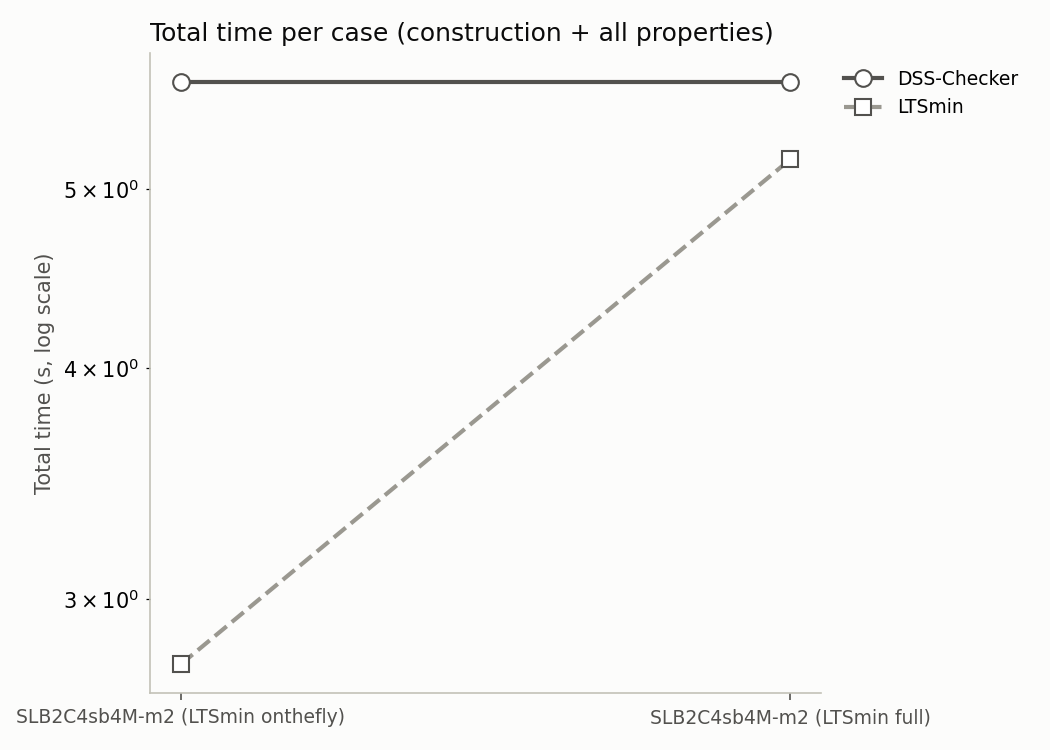 Total time per case (construction + all properties)
DSS-Checker
LTSmin
Total time (s, log scale)
5 × 10⁰
4 × 10⁰
3 × 10⁰
SLB2C4sb4M-m2 (LTSmin onthefly)
SLB2C4sb4M-m2 (LTSmin full)